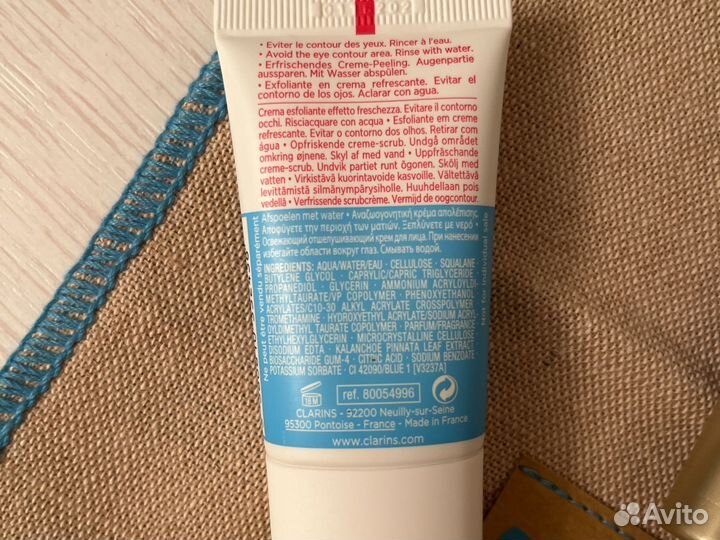 • Eviter le contour des yeux. Rincer à l'eau.
• Avoid the eye contour area. Rinse with water.
• Erfrischendes Creme-Peeling. Augenpartie
aussparen. Mit Wasser abspülen.
• Exfoliante en crema refrescante. Evitar el
contorno de los ojos. Aclarar con agua.
Crema esfoliante effetto freschezza. Evitare il contorno
occhi. Risciacquare con acqua • Esfoliante em creme
refrescante. Evitar o contorno dos olhos. Retirar com
água • Opfriskende creme-scrub. Undgå området
omkring øjnene. Skyl af med vand • Uppfräschande
creme-scrub. Undvik partiet runt ögonen. Skölj med
vatten • Virkistävä kuorintavoide kasvoille. Vältettävä
levittämistä silmänympärysiholle. Huuhdellaan pois
vedellä • Verfrissende scrubcrème. Vermijd de oogcontour.
Afspoelen met water • Αναζωογονητική κρέμα απολέπισης.
Αποφύγετε την περιοχή των ματιών. Ξεπλύνετε με νερό •
Освежающий отшелушивающий крем для лица. При нанесении
избегайте области вокруг глаз. Смывать водой.
INGREDIENTS: AQUA/WATER/EAU · CELLULOSE · SQUALANE ·
BUTYLENE GLYCOL · CAPRYLIC/CAPRIC TRIGLYCERIDE ·
PROPANEDIOL · GLYCERIN · AMMONIUM ACRYLOYLDI-
METHYLTAURATE/VP COPOLYMER · PHENOXYETHANOL ·
ACRYLATES/C10-30 ALKYL ACRYLATE CROSSPOLYMER ·
TROMETHAMINE · HYDROXYETHYL ACRYLATE/SODIUM ACRYL-
OYLDIMETHYL TAURATE COPOLYMER · PARFUM/FRAGRANCE ·
ETHYLHEXYLGLYCERIN · MICROCRYSTALLINE CELLULOSE ·
DISODIUM EDTA · KALANCHOE PINNATA LEAF EXTRACT ·
BIOSACCHARIDE GUM-4 · CITRIC ACID · SODIUM BENZOATE ·
POTASSIUM SORBATE · CI 42090/BLUE 1 [V3237A]
Ne peut être vendu séparément
Not for individual sale
18 M
ref. 80054996
CLARINS - 92200 Neuilly-sur-Seine
95300 Pontoise - France - Made in France
www.clarins.com
Avito